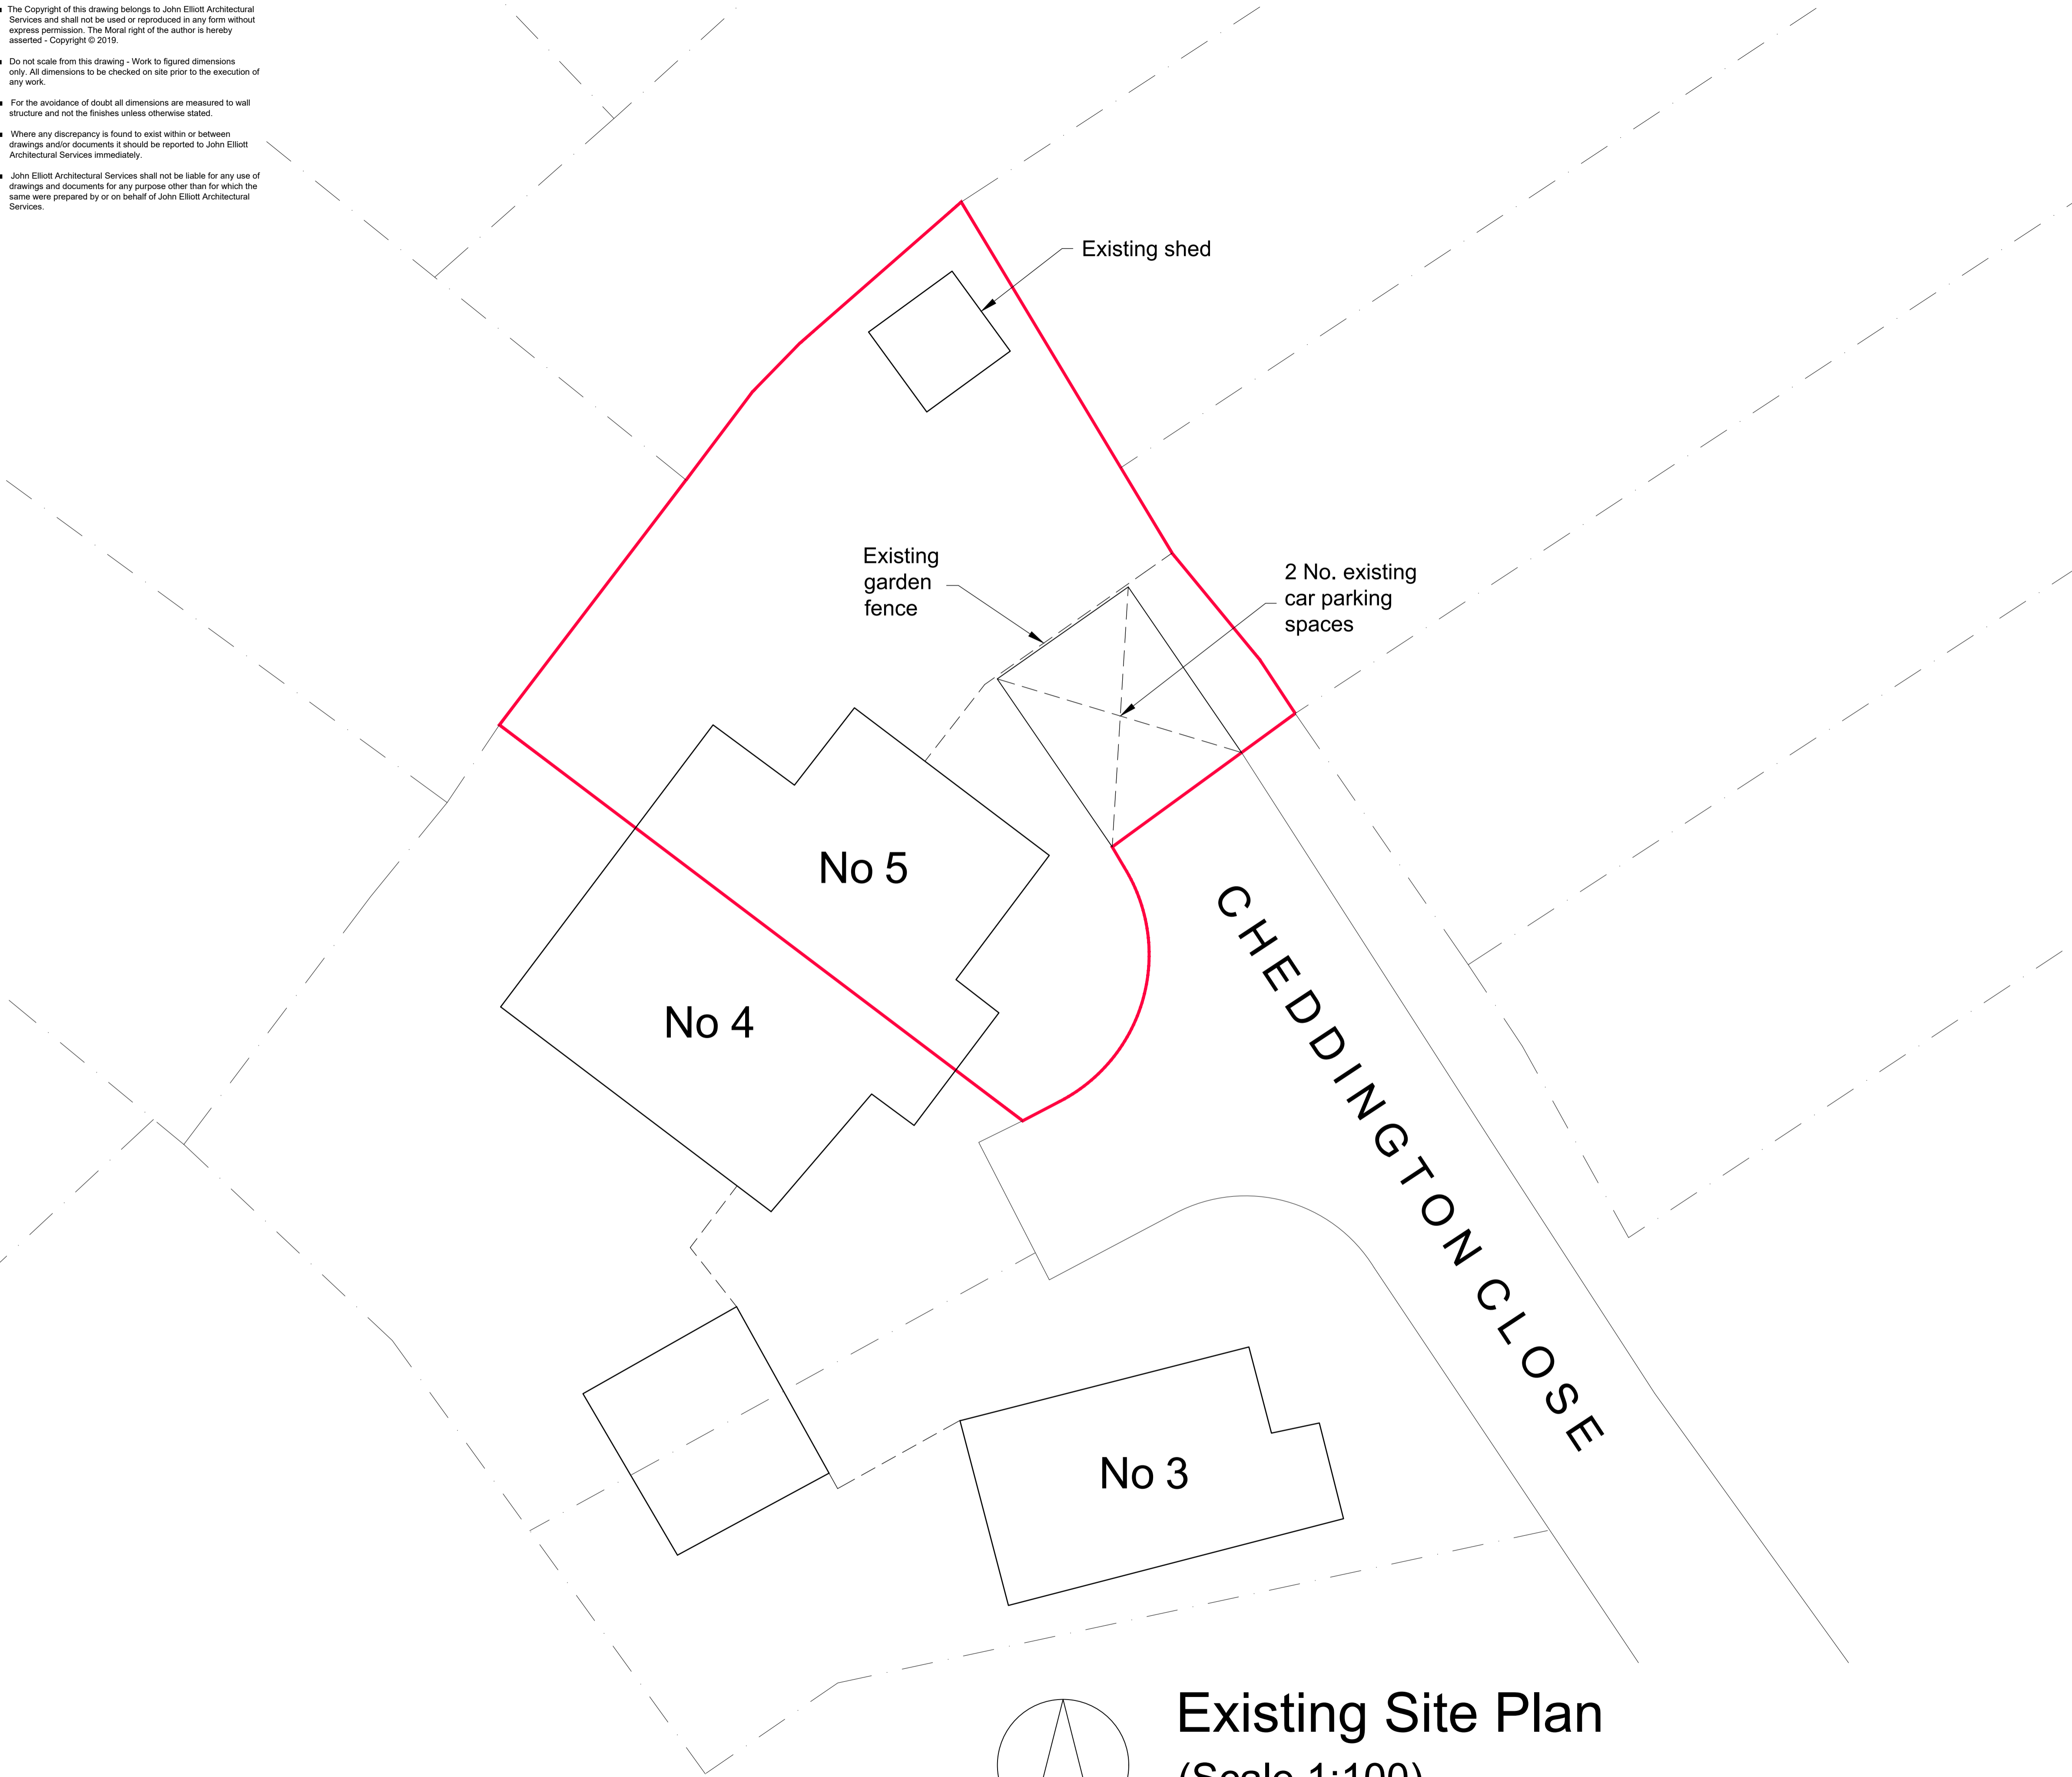 The Copyright of this drawing belongs to John Elliott Architectural
Services and shall not be used or reproduced in any form without
express permission. The Moral right of the author is hereby
asserted - Copyright © 2019.
Do not scale from this drawing - Work to figured dimensions
only. All dimensions to be checked on site prior to the execution of
any work.
For the avoidance of doubt all dimensions are measured to wall
structure and not the finishes unless otherwise stated.
Where any discrepancy is found to exist within or between
drawings and/or documents it should be reported to John Elliott
Architectural Services immediately.
John Elliott Architectural Services shall not be liable for any use of
drawings and documents for any purpose other than for which the
same were prepared by or on behalf of John Elliott Architectural
Services.
Existing shed
Existing
garden
fence
2 No. existing
car parking
spaces
No 5
No 4
CHEDDINGTON CLOSE
No 3
Existing Site Plan
(Scale 1:100)